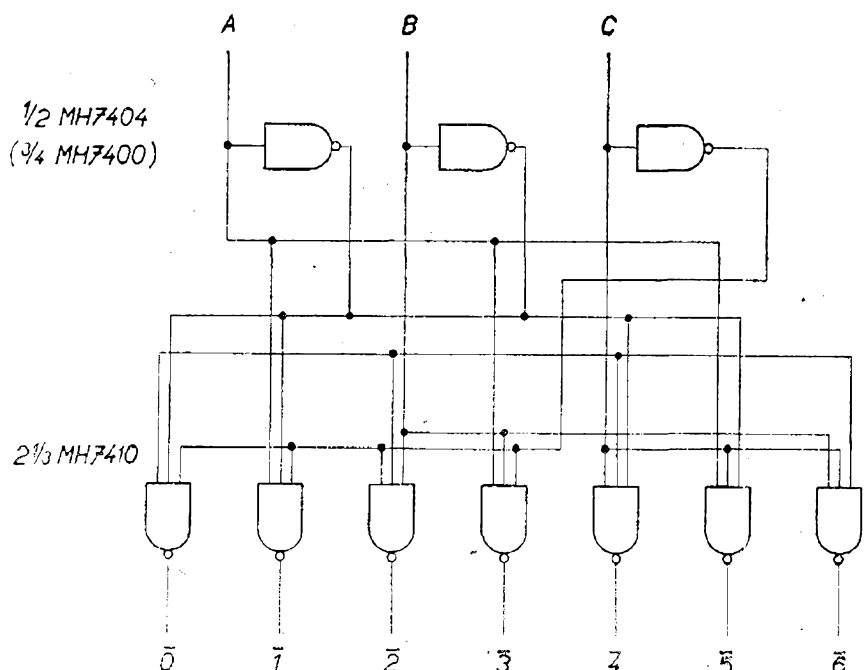 A B C
1/2 MH7404
(3/4 MH7400)
2 1/3 MH7410
0̅ 1̅ 2̅ 3̅ 4̅ 5̅ 6̅